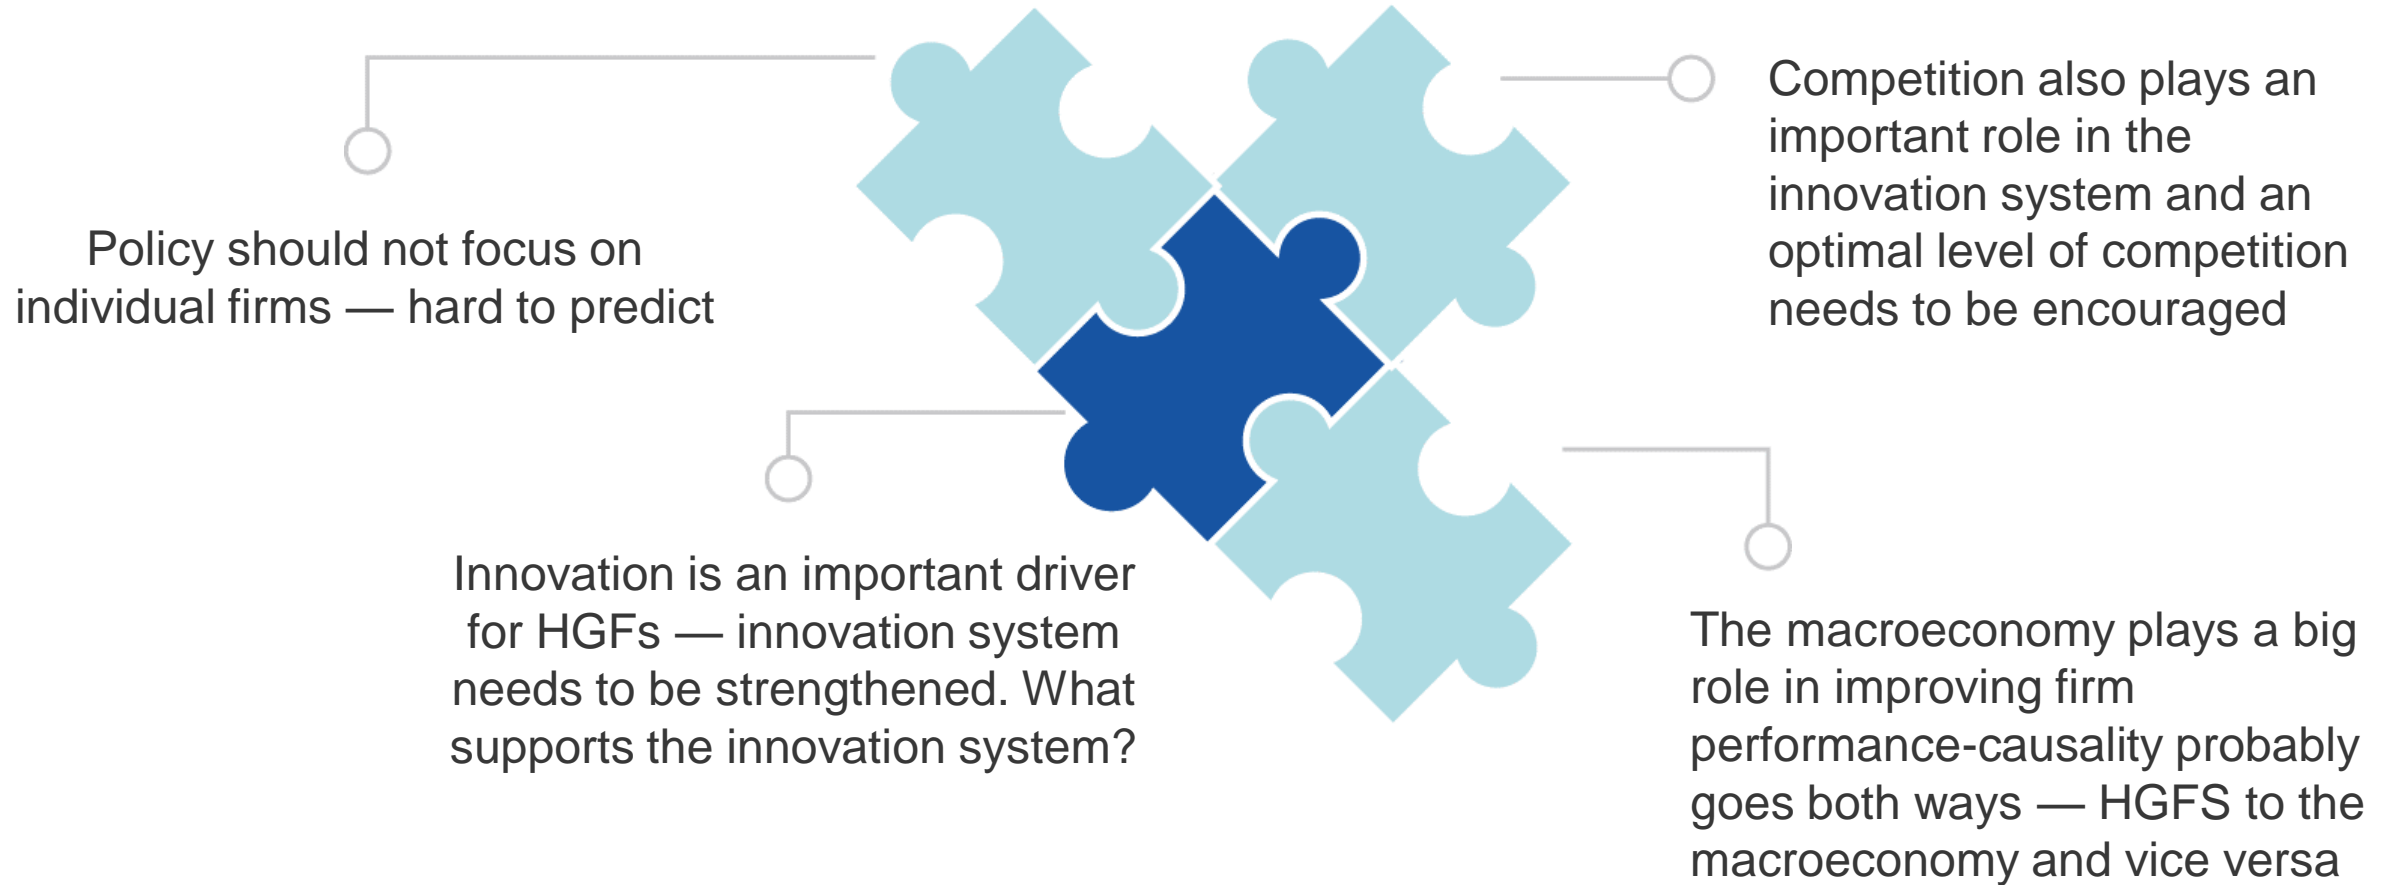 Policy should not focus on
individual firms — hard to predict
Competition also plays an
important role in the
innovation system and an
optimal level of competition
needs to be encouraged
Innovation is an important driver
for HGFs — innovation system
needs to be strengthened. What
supports the innovation system?
The macroeconomy plays a big
role in improving firm
performance-causality probably
goes both ways — HGFS to the
macroeconomy and vice versa